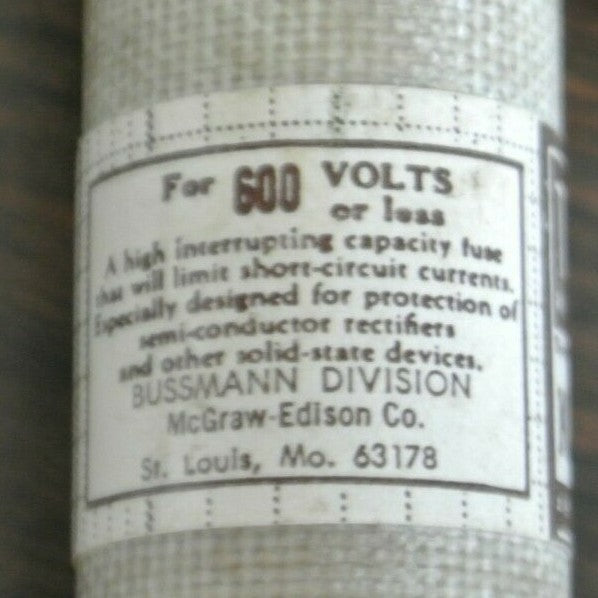 For 600 VOLTS
or less
A high interrupting capacity fuse
that will limit short-circuit currents.
Especially designed for protection of
semi-conductor rectifiers
and other solid-state devices.
BUSSMANN DIVISION
McGraw-Edison Co.
St. Louis, Mo. 63178